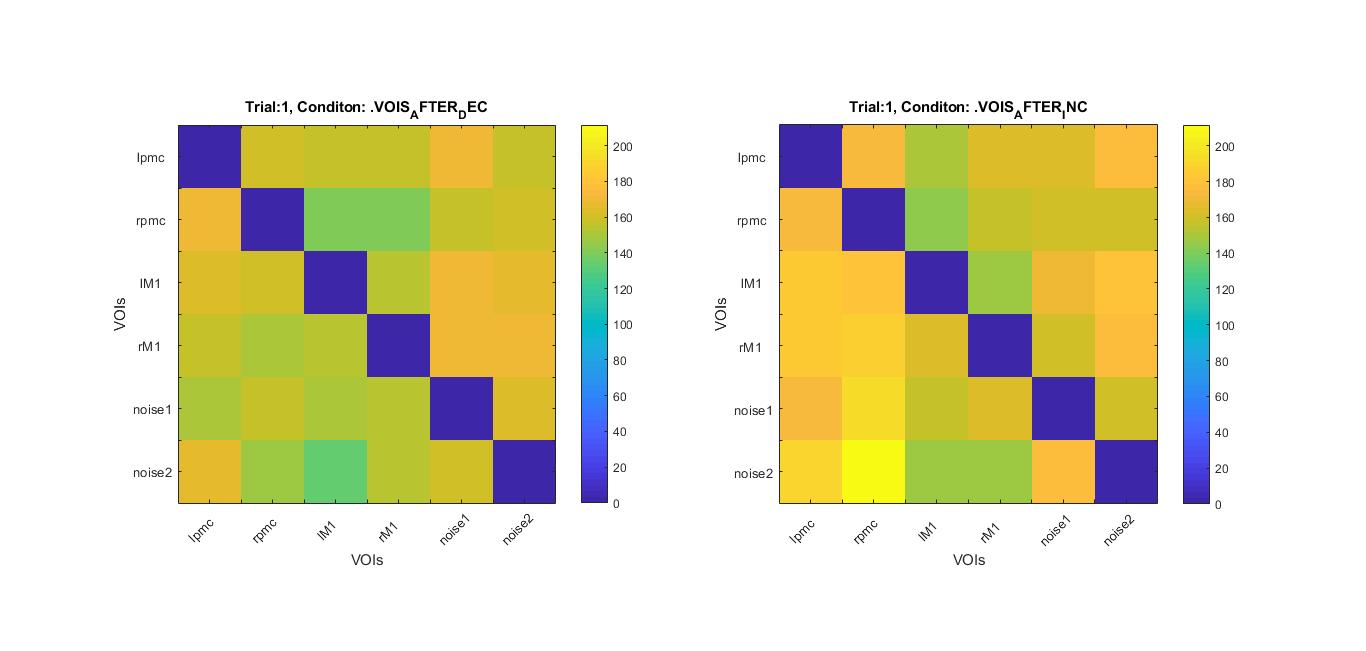 Trial:1, Conditon: .VOIS_AFTER_DEC
lpmc
rpmc
lM1
rM1
noise1
noise2
VOIs
lpmc
rpmc
lM1
rM1
noise1
noise2
VOIs
200
180
160
140
120
100
80
60
40
20
0
Trial:1, Conditon: .VOIS_AFTER_INC
lpmc
rpmc
lM1
rM1
noise1
noise2
VOIs
lpmc
rpmc
lM1
rM1
noise1
noise2
VOIs
200
180
160
140
120
100
80
60
40
20
0